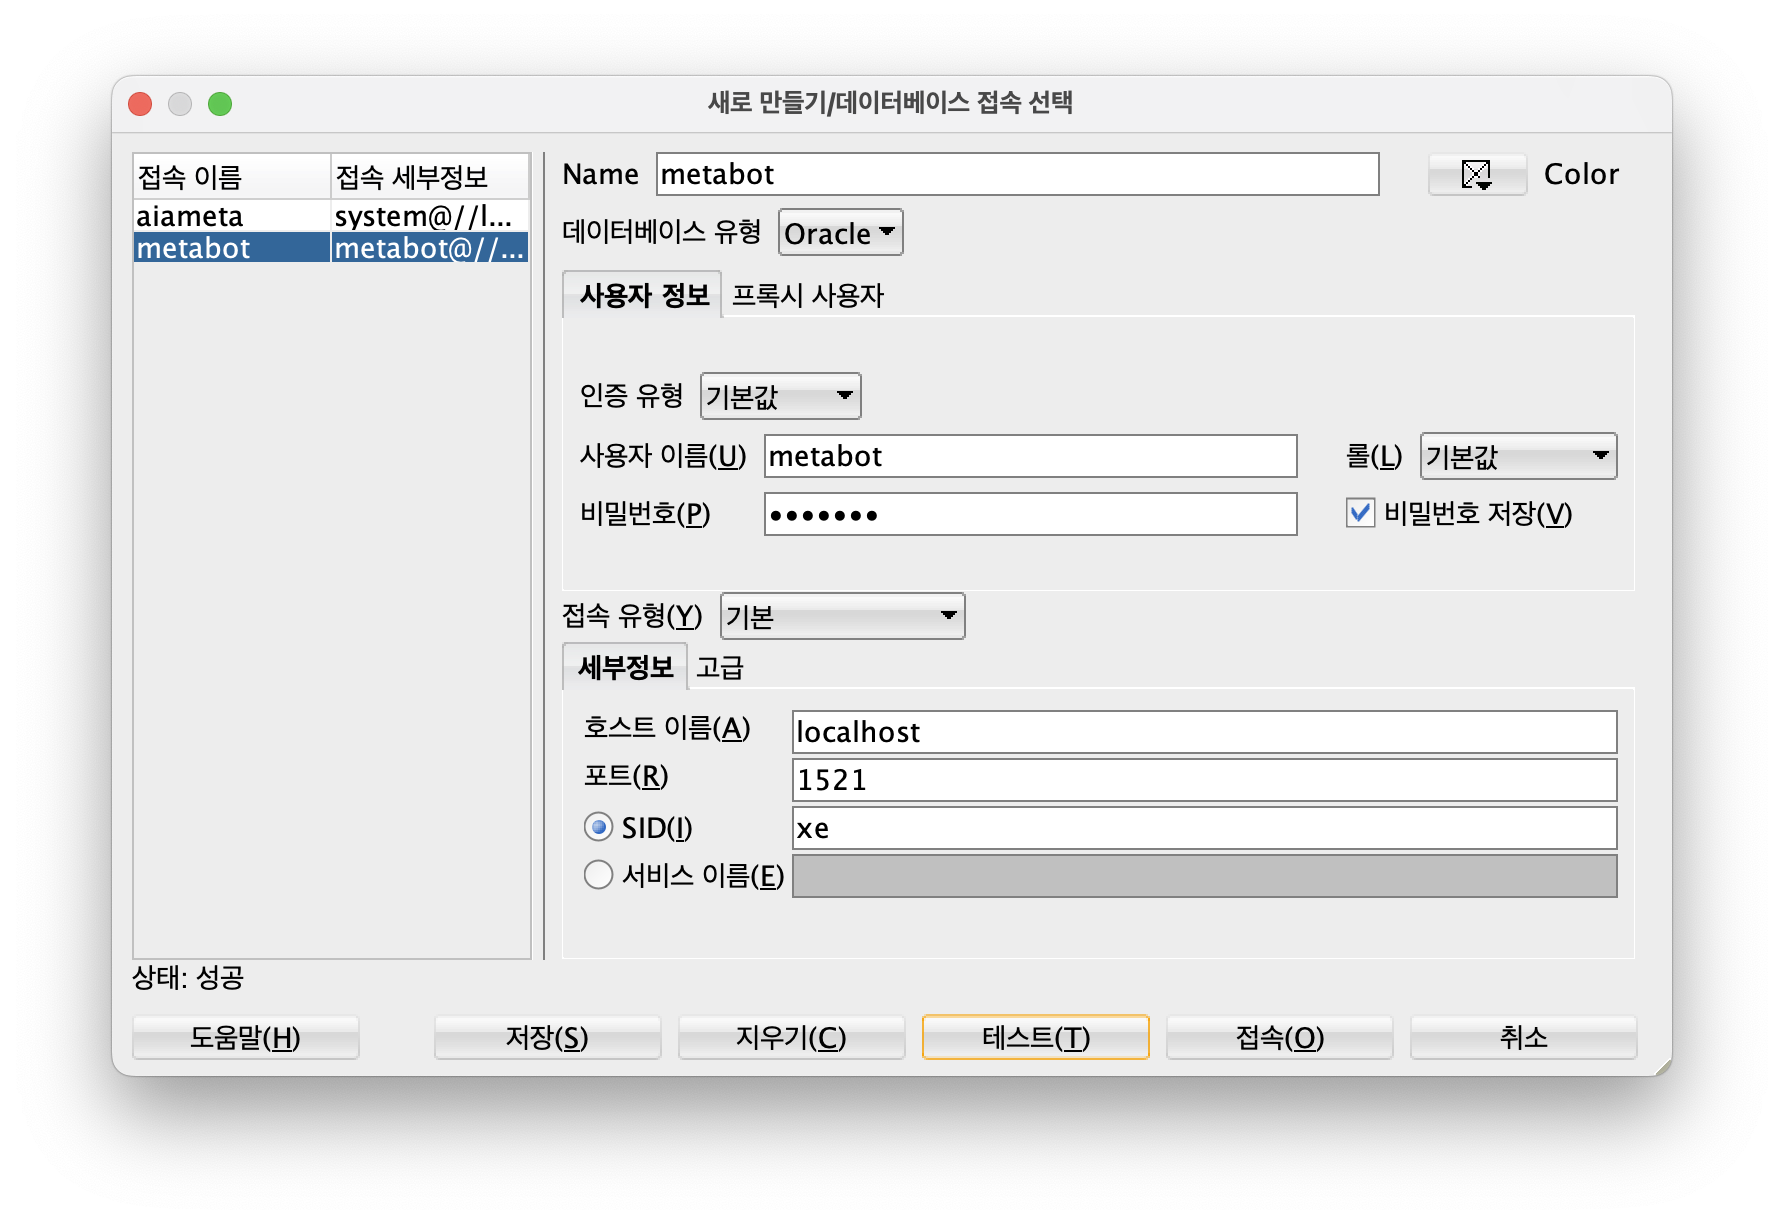 새로 만들기/데이터베이스 접속 선택
접속 이름 접속 세부정보
aiameta system@//l...
metabot metabot@//...
Name metabot Color
데이터베이스 유형 Oracle
사용자 정보 프록시 사용자
인증 유형 기본값
사용자 이름(U) metabot 롤(L) 기본값
비밀번호(P) ●●●●●●● 비밀번호 저장(V)
접속 유형(Y) 기본
세부정보 고급
호스트 이름(A) localhost
포트(R) 1521
SID(I) xe
서비스 이름(E)
상태: 성공
도움말(H) 저장(S) 지우기(C) 테스트(T) 접속(O) 취소